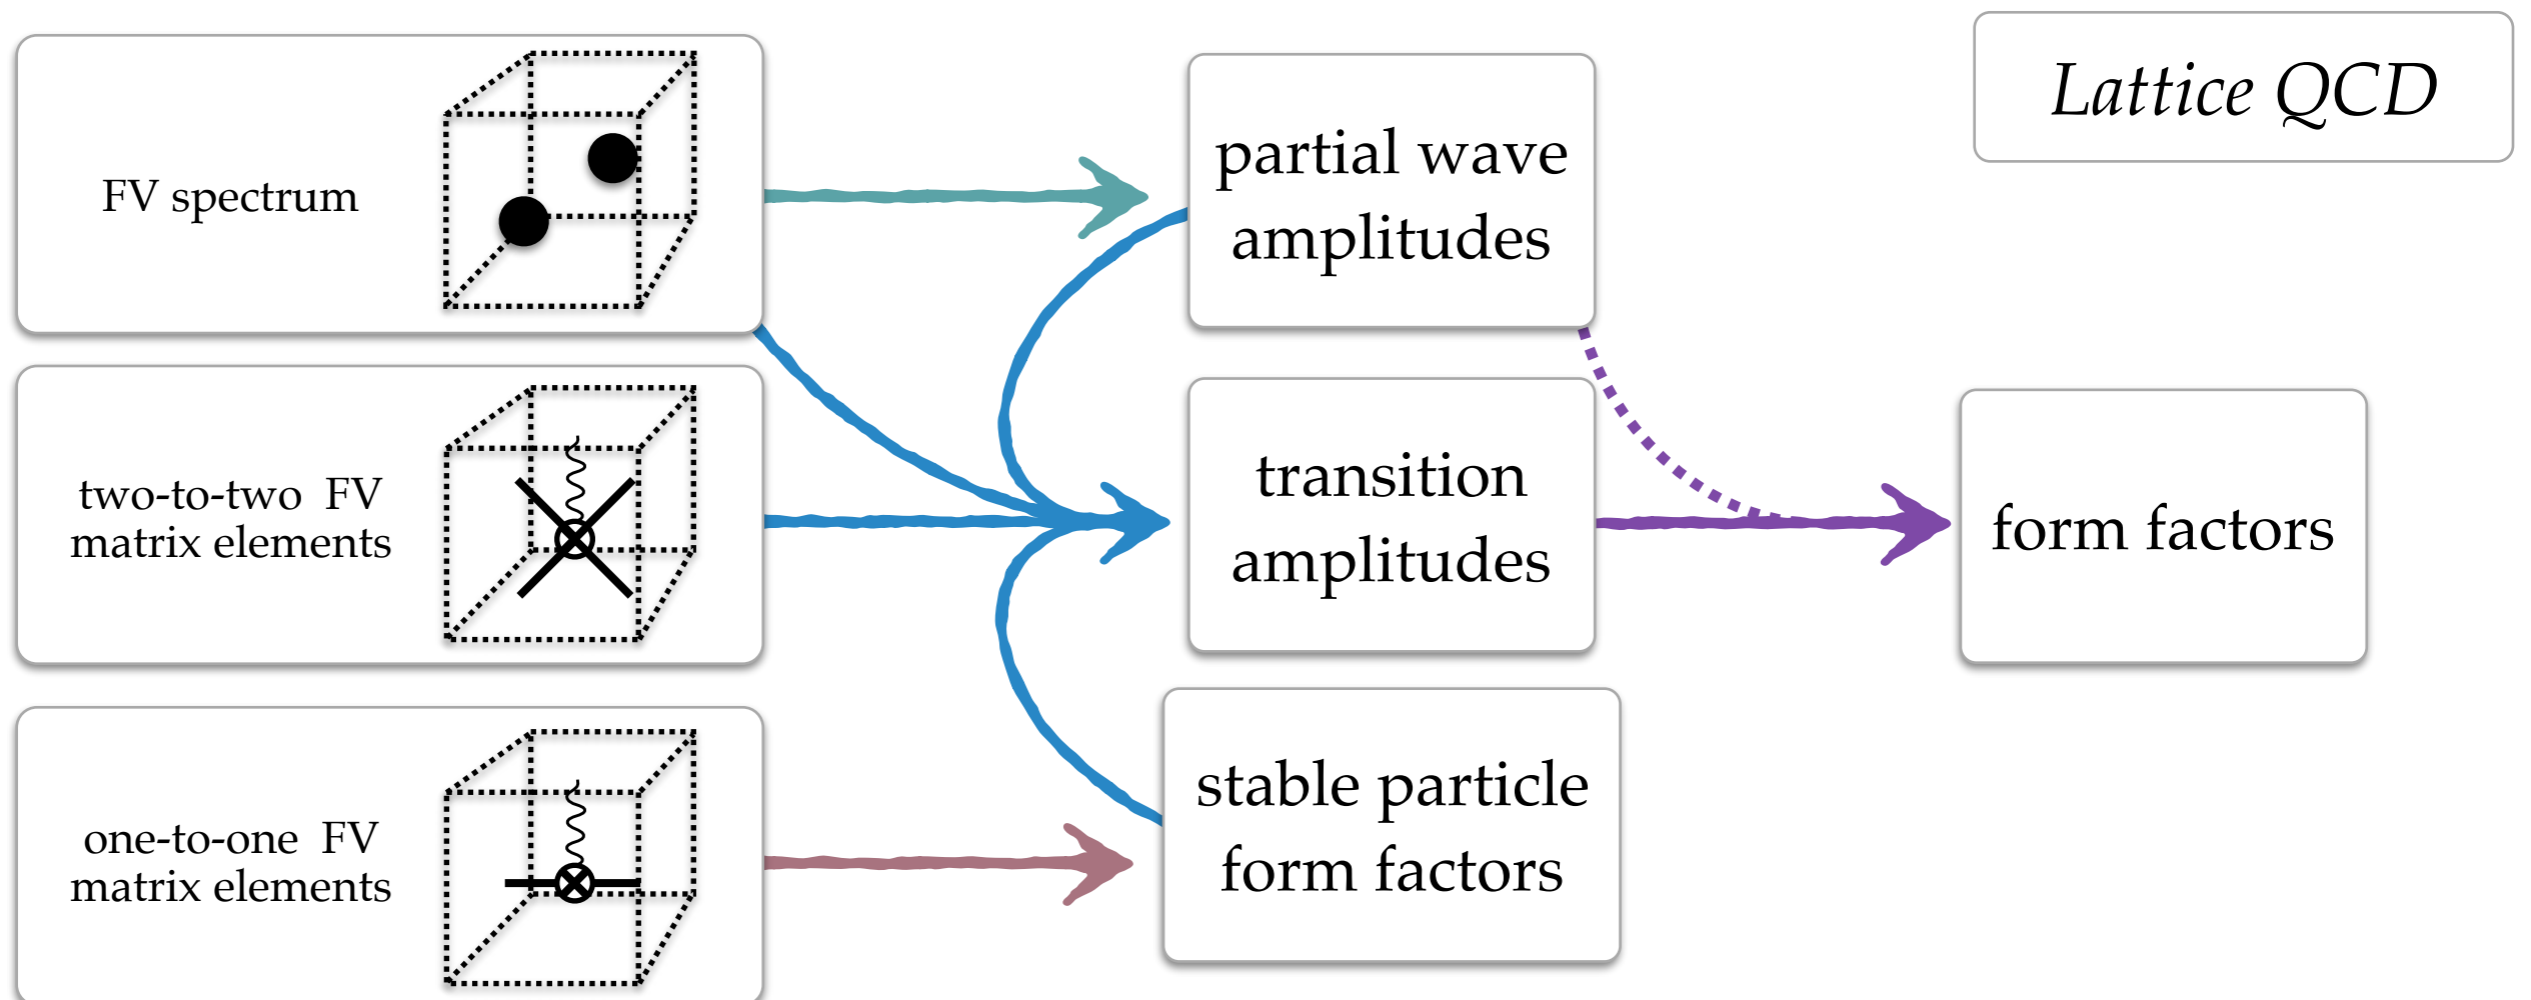 Lattice QCD
FV spectrum
partial wave
amplitudes
two-to-two FV
matrix elements
transition
amplitudes
form factors
one-to-one FV
matrix elements
stable particle
form factors